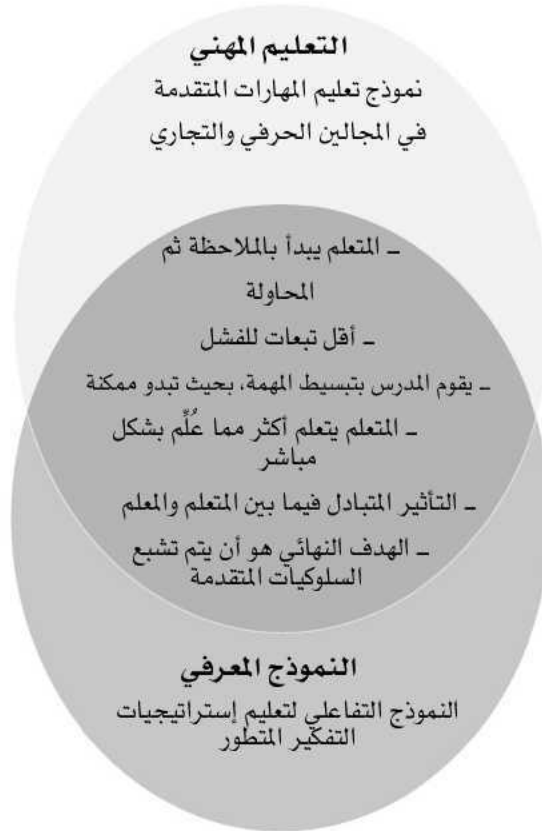 التعليم المهني
نموذج تعليم المهارات المتقدمة
في المجالين الحرفي والتجاري
ـ المتعلم يبدأ بالملاحظة ثم
المحاولة
ـ أقل تبعات للفشل
ـ يقوم المدرس بتبسيط المهمة، بحيث تبدو ممكنة
ـ المتعلم يتعلم أكثر مما عُلِّم بشكل
مباشر
ـ التأثير المتبادل فيما بين المتعلم والمعلم
ـ الهدف النهائي هو أن يتم تشبع
السلوكيات المتقدمة
النموذج المعرفي
النموذج التفاعلي لتعليم إستراتيجيات
التفكير المتطور